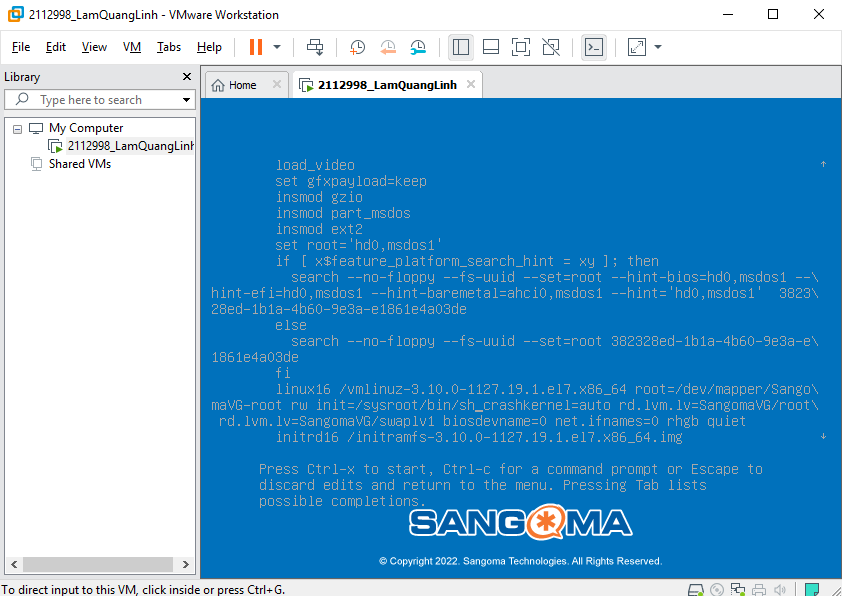 2112998_LamQuangLinh - VMware Workstation
File Edit View VM Tabs Help
Library
Type here to search
My Computer
2112998_LamQuangLinh
Shared VMs
Home
2112998_LamQuangLinh
load_video
set gfxpayload=keep
insmod gzio
insmod part_msdos
insmod ext2
set root='hd0,msdos1'
if [ x$feature_platform_search_hint = xy ]; then
search --no-floppy --fs-uuid --set=root --hint-bios=hd0,msdos1 --\
hint-efi=hd0,msdos1 --hint-baremetal=ahci0,msdos1 --hint='hd0,msdos1'  3823\
28ed-1b1a-4b60-9e3a-e1861e4a03de
else
search --no-floppy --fs-uuid --set=root 382328ed-1b1a-4b60-9e3a-e\
1861e4a03de
fi
linux16 /vmlinuz-3.10.0-1127.19.1.el7.x86_64 root=/dev/mapper/Sango\
maVG-root rw init=/sysroot/bin/sh_crashkernel=auto rd.lvm.lv=SangomaVG/root\
rd.lvm.lv=SangomaVG/swaplv1 biosdevname=0 net.ifnames=0 rhgb quiet
initrd16 /initramfs-3.10.0-1127.19.1.el7.x86_64.img
Press Ctrl-x to start, Ctrl-c for a command prompt or Escape to
discard edits and return to the menu. Pressing Tab lists
possible completions.
SANGOMA
© Copyright 2022. Sangoma Technologies. All Rights Reserved.
To direct input to this VM, click inside or press Ctrl+G.